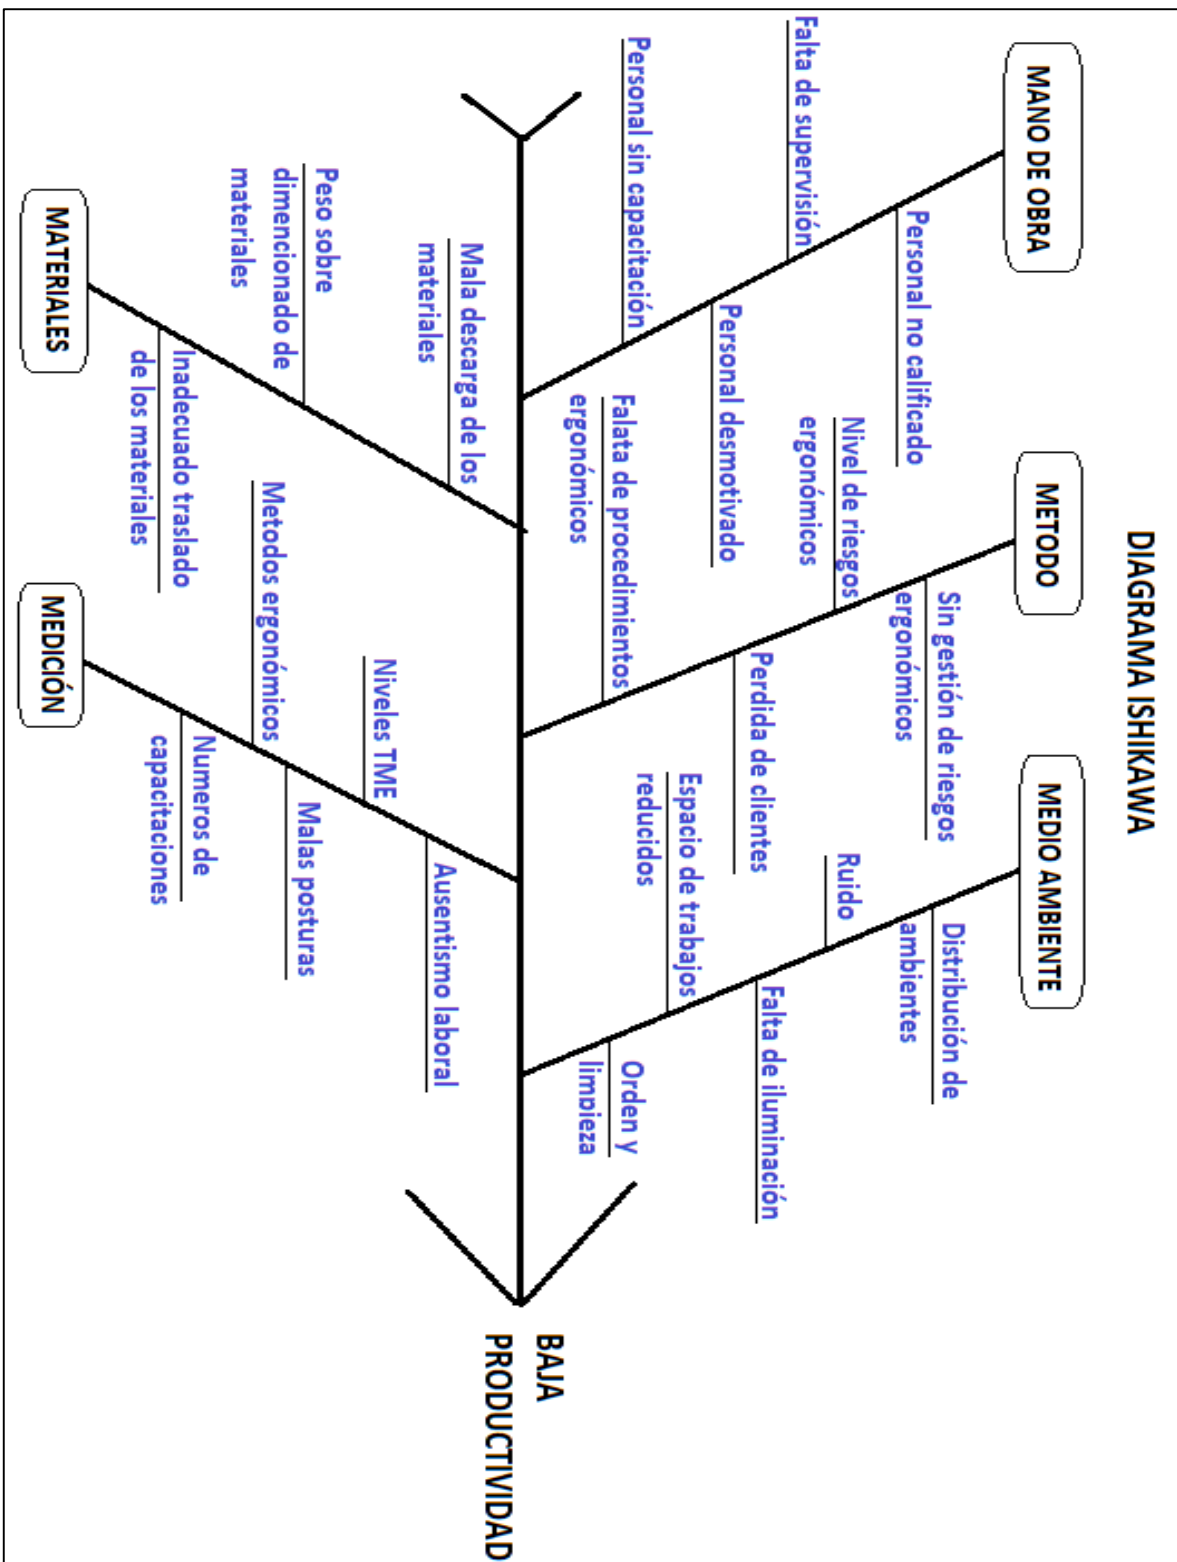 DIAGRAMA ISHIKAWA
MANO DE OBRA
METODO
MEDIO AMBIENTE
Personal no calificado
Falta de supervisión
Personal desmotivado
Personal sin capacitación
Sin gestión de riesgos
ergonómicos
Nivel de riesgos
ergonómicos
Perdida de clientes
Falata de procedimientos
ergonómicos
Distribución de
ambientes
Ruido
Falta de iluminación
Espacio de trabajos
reducidos
Orden y
limpieza
BAJA
PRODUCTIVIDAD
Mala descarga de los
materiales
Peso sobre
dimencionado de
materiales
Inadecuado traslado
de los materiales
Ausentismo laboral
Niveles TME
Malas posturas
Metodos ergonómicos
Numeros de
capacitaciones
MATERIALES
MEDICIÓN